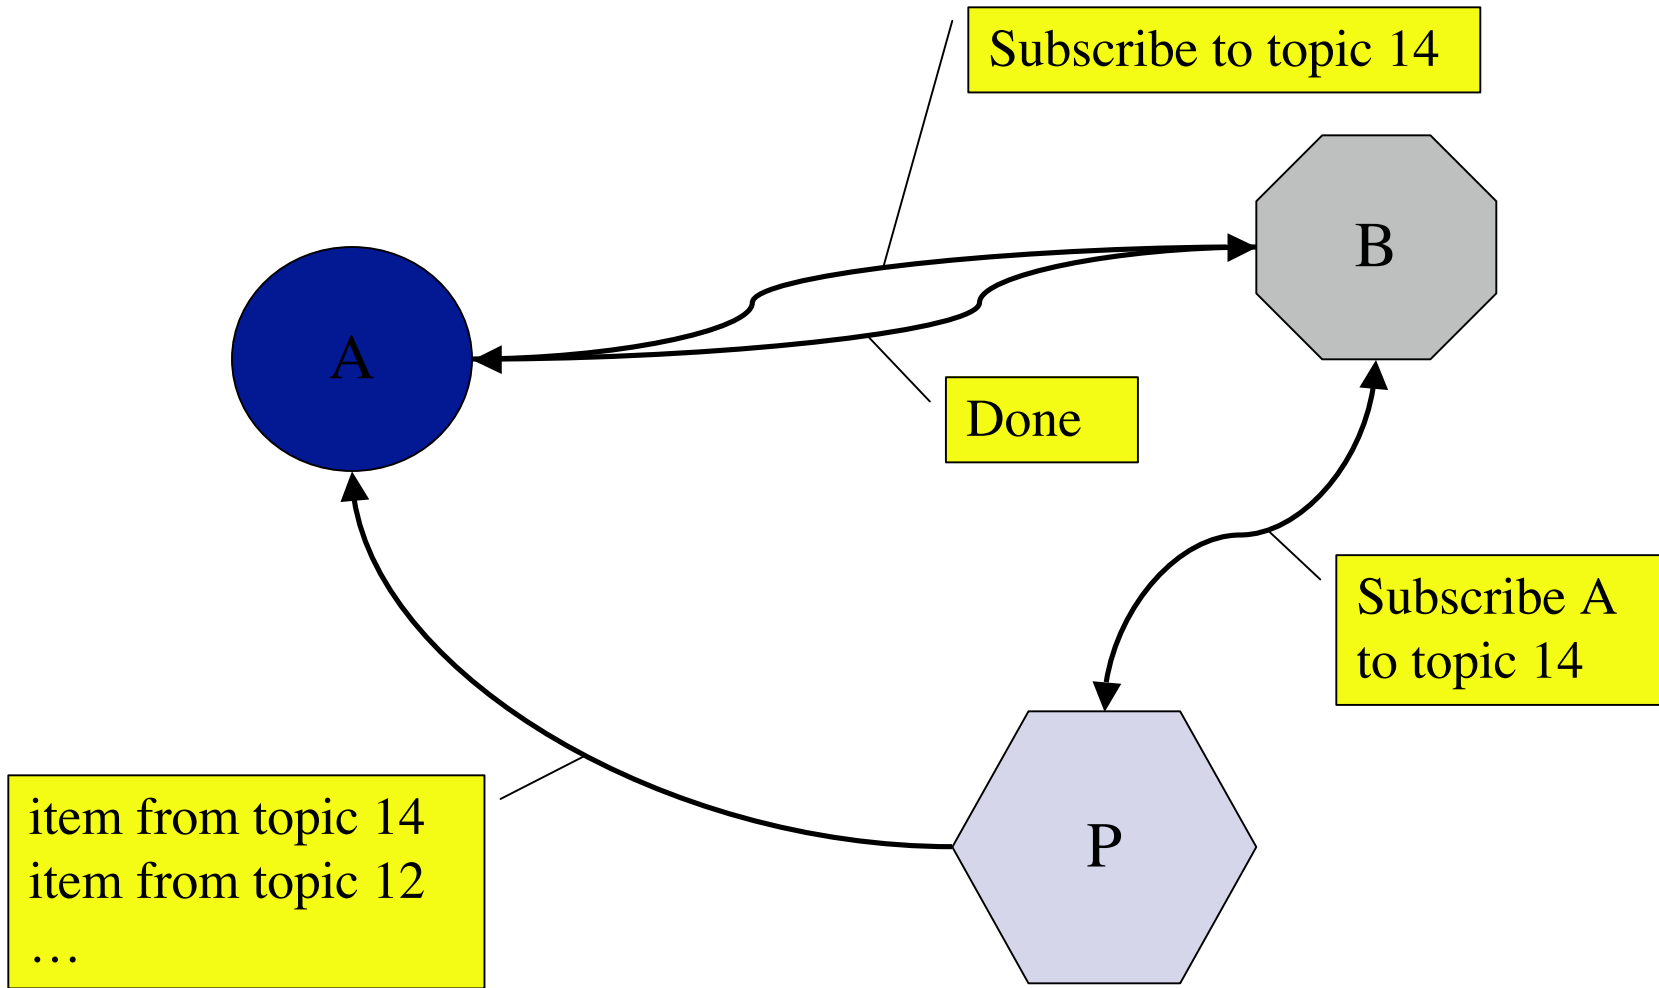 Subscribe to topic 14
B
A
Done
Subscribe A
to topic 14
item from topic 14
item from topic 12
…
P